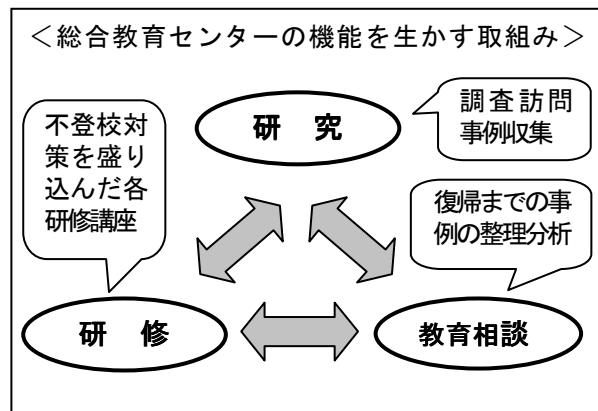 ＜総合教育センターの機能を生かす取組み＞
研　究
調査訪問
事例収集
不登校対
策を盛り
込んだ各
研修講座
復帰までの事
例の整理分析
研　修
教育相談